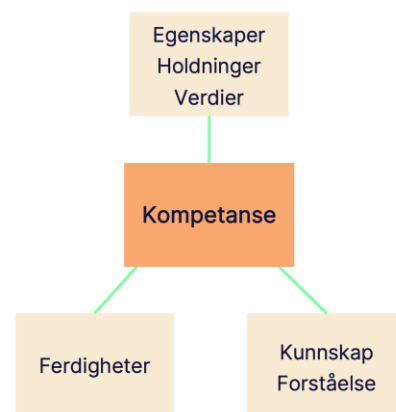 Egenskaper
Holdninger
Verdier
Kompetanse
Ferdigheter
Kunnskap
Forståelse